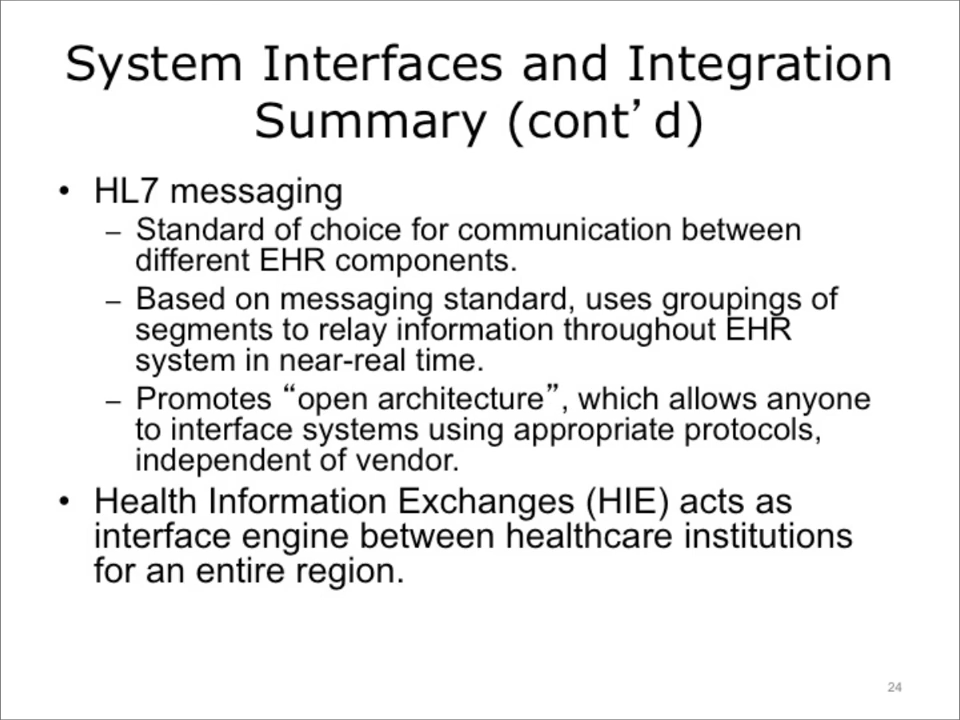 System Interfaces and Integration
Summary (cont’d)
• HL7 messaging
– Standard of choice for communication between
different EHR components.
– Based on messaging standard, uses groupings of
segments to relay information throughout EHR
system in near-real time.
– Promotes “open architecture”, which allows anyone
to interface systems using appropriate protocols,
independent of vendor.
• Health Information Exchanges (HIE) acts as
interface engine between healthcare institutions
for an entire region.
24